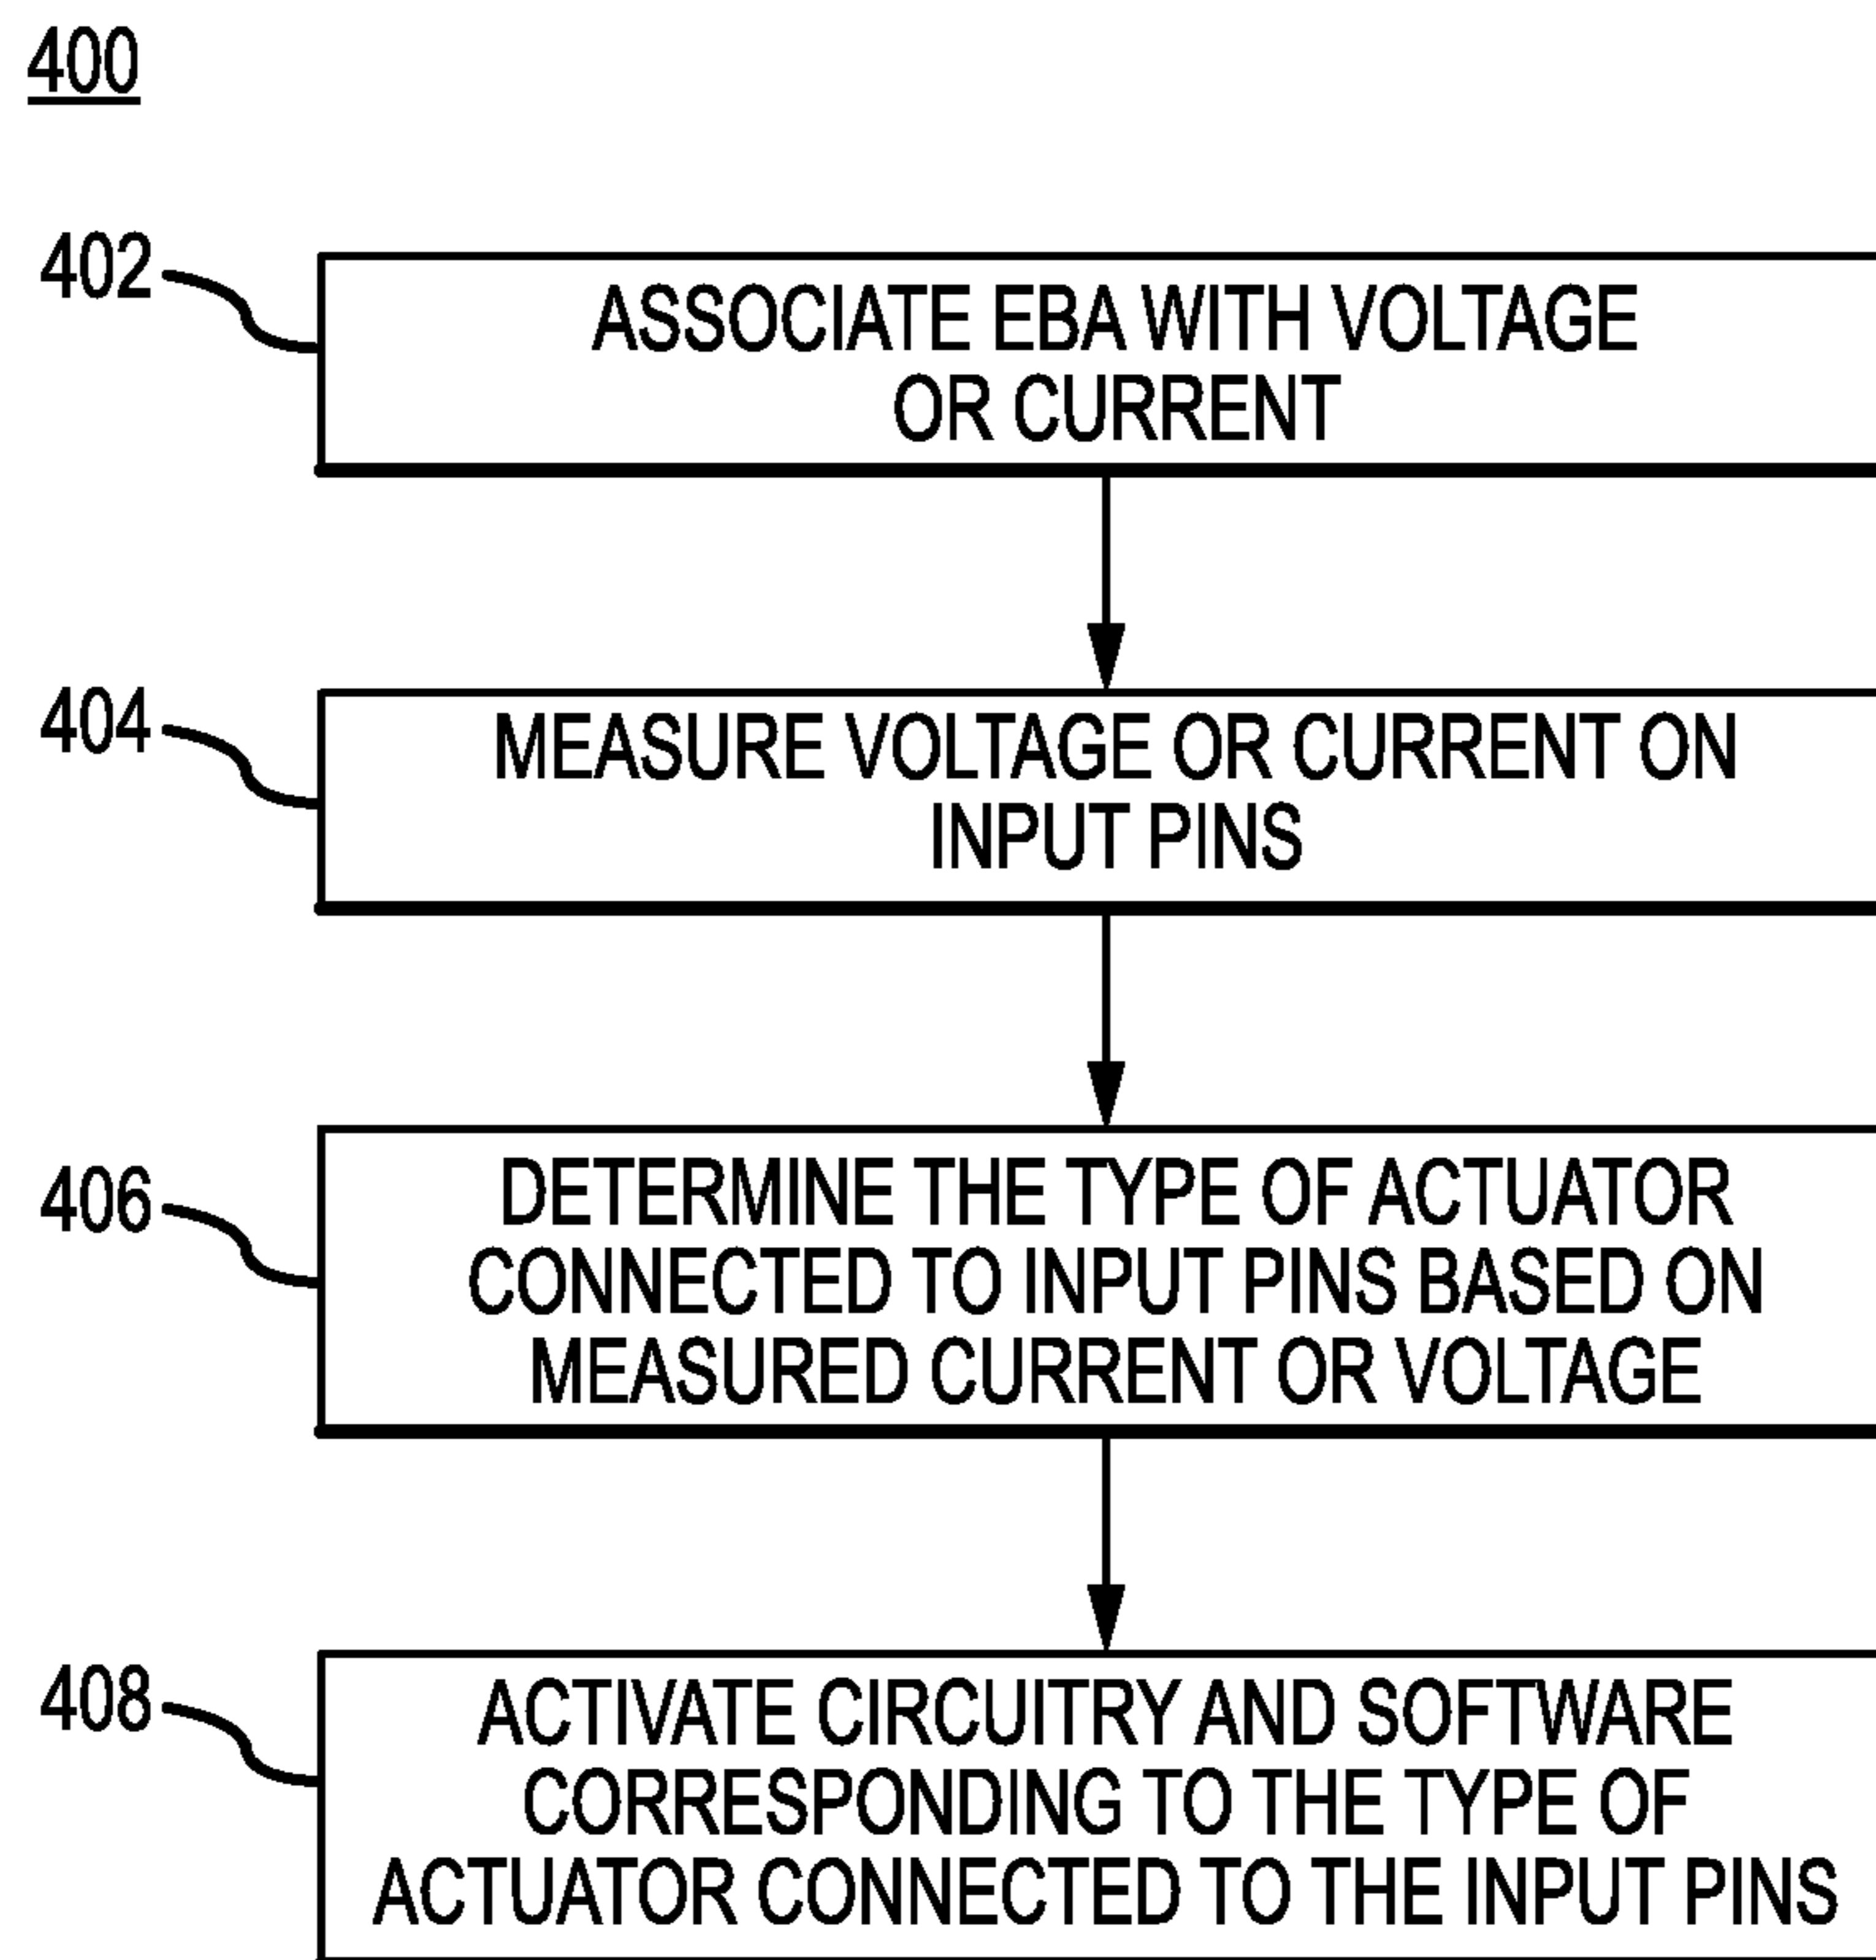 400
402
ASSOCIATE EBA WITH VOLTAGE
OR CURRENT
404
MEASURE VOLTAGE OR CURRENT ON
INPUT PINS
406
DETERMINE THE TYPE OF ACTUATOR
CONNECTED TO INPUT PINS BASED ON
MEASURED CURRENT OR VOLTAGE
408
ACTIVATE CIRCUITRY AND SOFTWARE
CORRESPONDING TO THE TYPE OF
ACTUATOR CONNECTED TO THE INPUT PINS